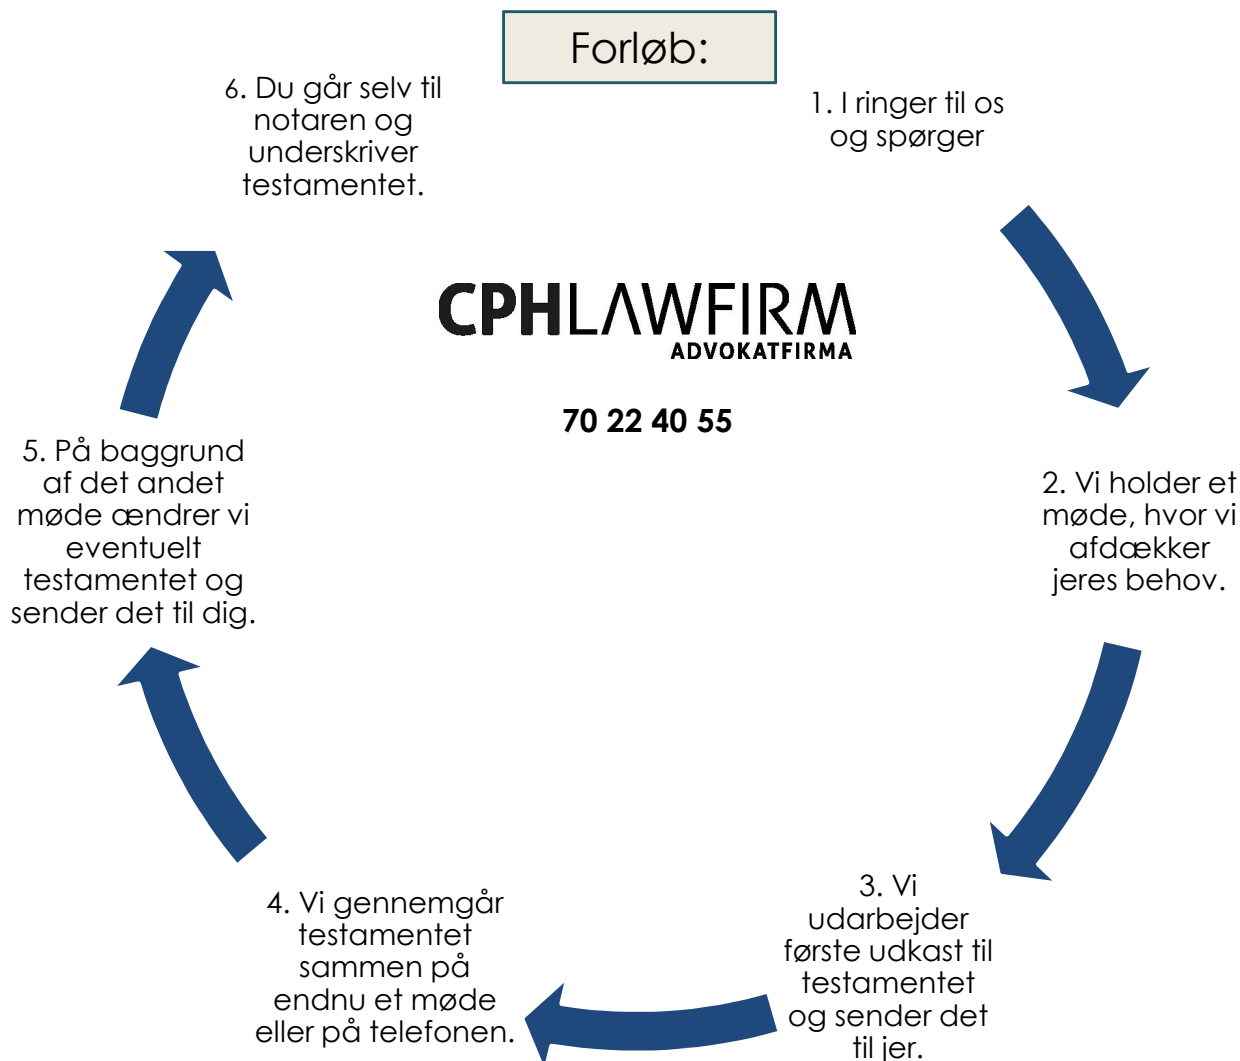 Forløb:
1. I ringer til os
og spørger
2. Vi holder et
møde, hvor vi
afdækker
jeres behov.
3. Vi
udarbejder
første udkast til
testamentet
og sender det
til jer.
4. Vi gennemgår
testamentet
sammen på
endnu et møde
eller på telefonen.
5. På baggrund
af det andet
møde ændrer vi
eventuelt
testamentet og
sender det til dig.
6. Du går selv til
notaren og
underskriver
testamentet.
CPHLAWFIRM
ADVOKATFIRMA
70 22 40 55